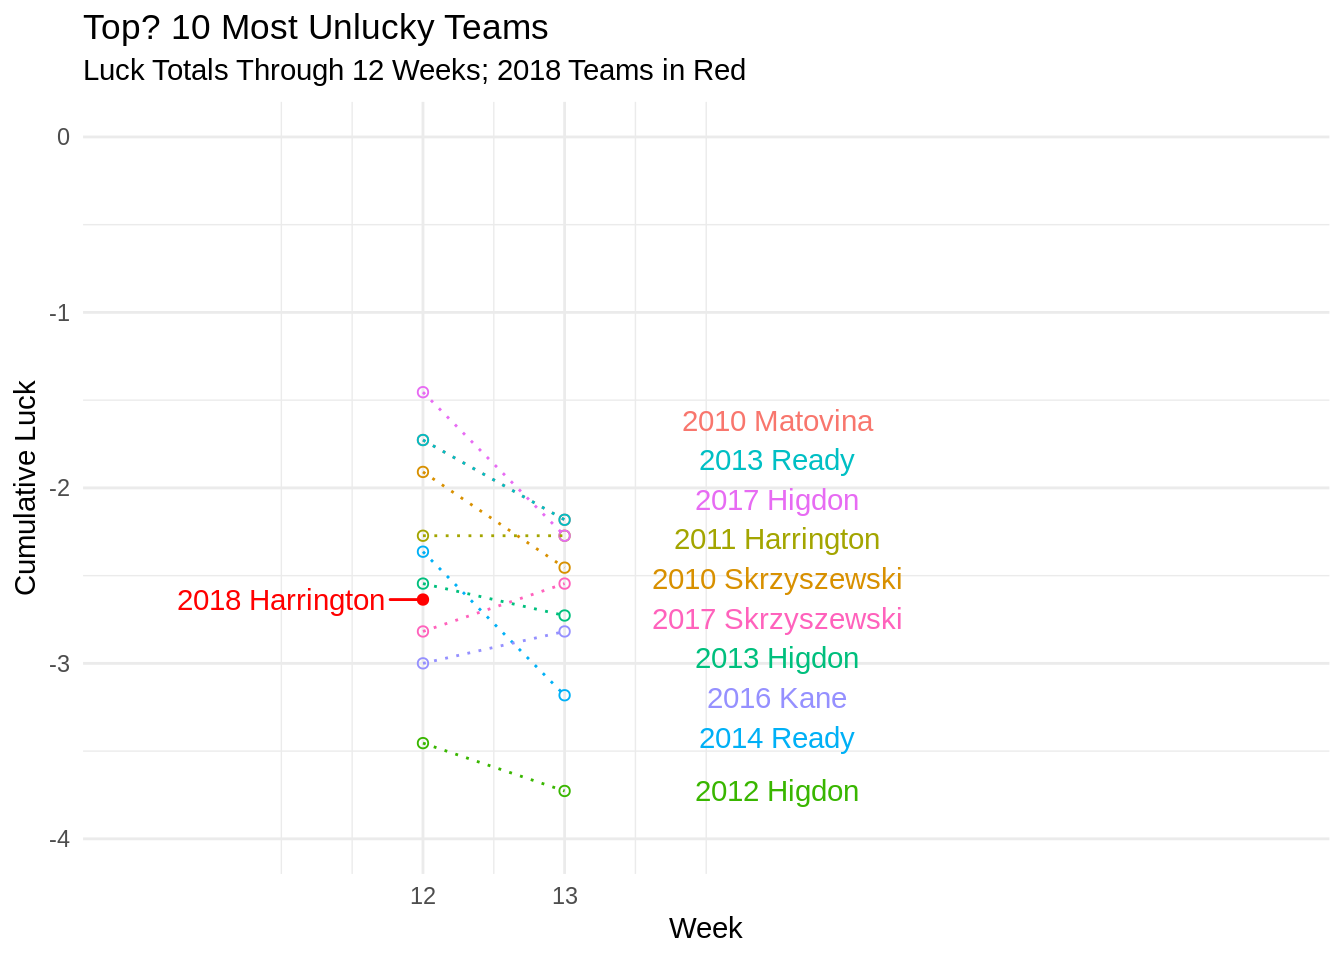 Top? 10 Most Unlucky Teams
Luck Totals Through 12 Weeks; 2018 Teams in Red
Cumulative Luck
0
-1
-2
-3
-4
2010 Matovina
2013 Ready
2017 Higdon
2011 Harrington
2010 Skrzyszewski
2018 Harrington
2017 Skrzyszewski
2013 Higdon
2016 Kane
2014 Ready
2012 Higdon
12 13
Week